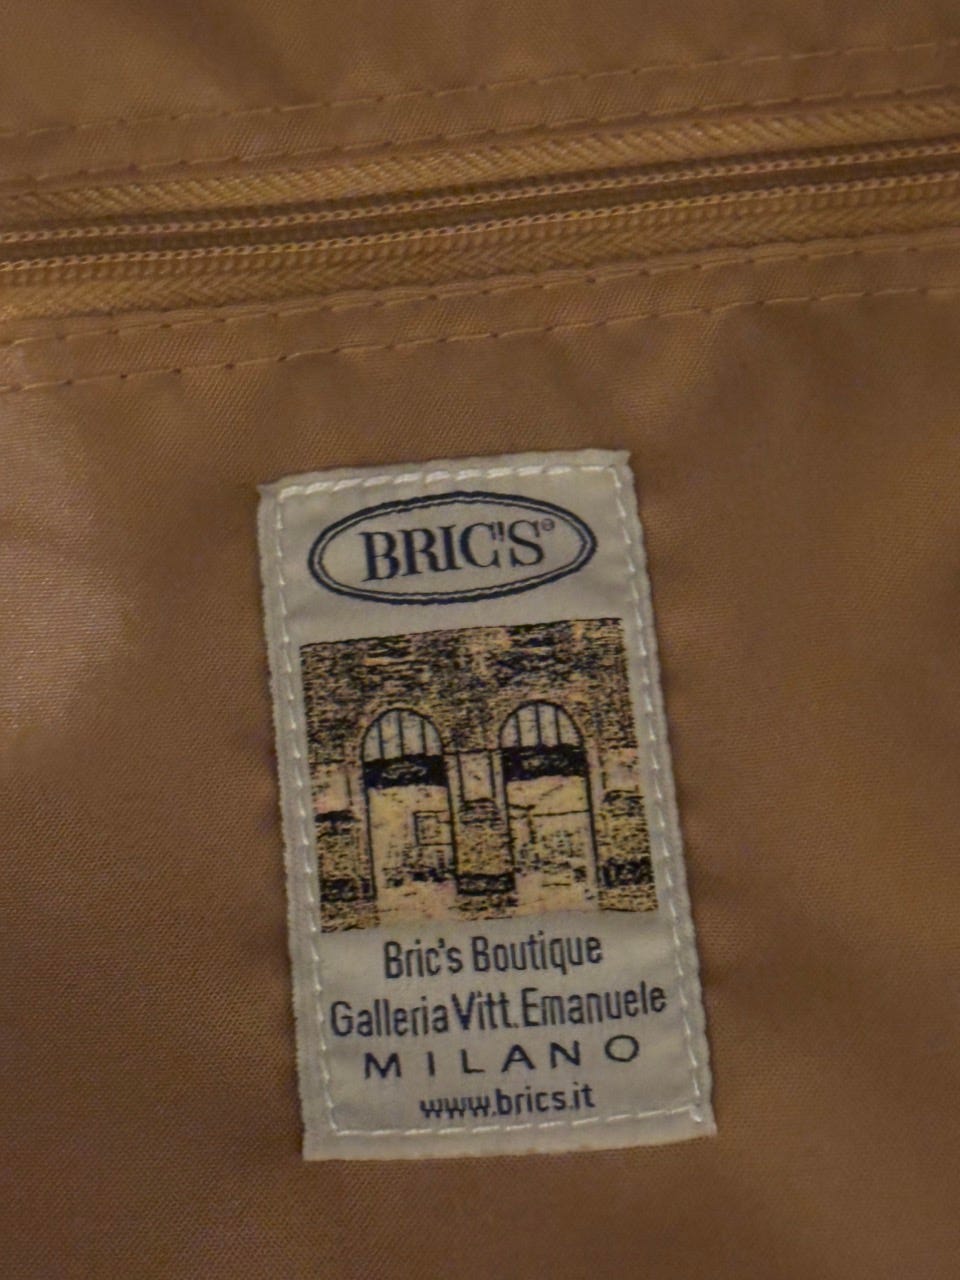 BRIC'S®
Bric's Boutique
Galleria Vitt. Emanuele
MILANO
www.brics.it